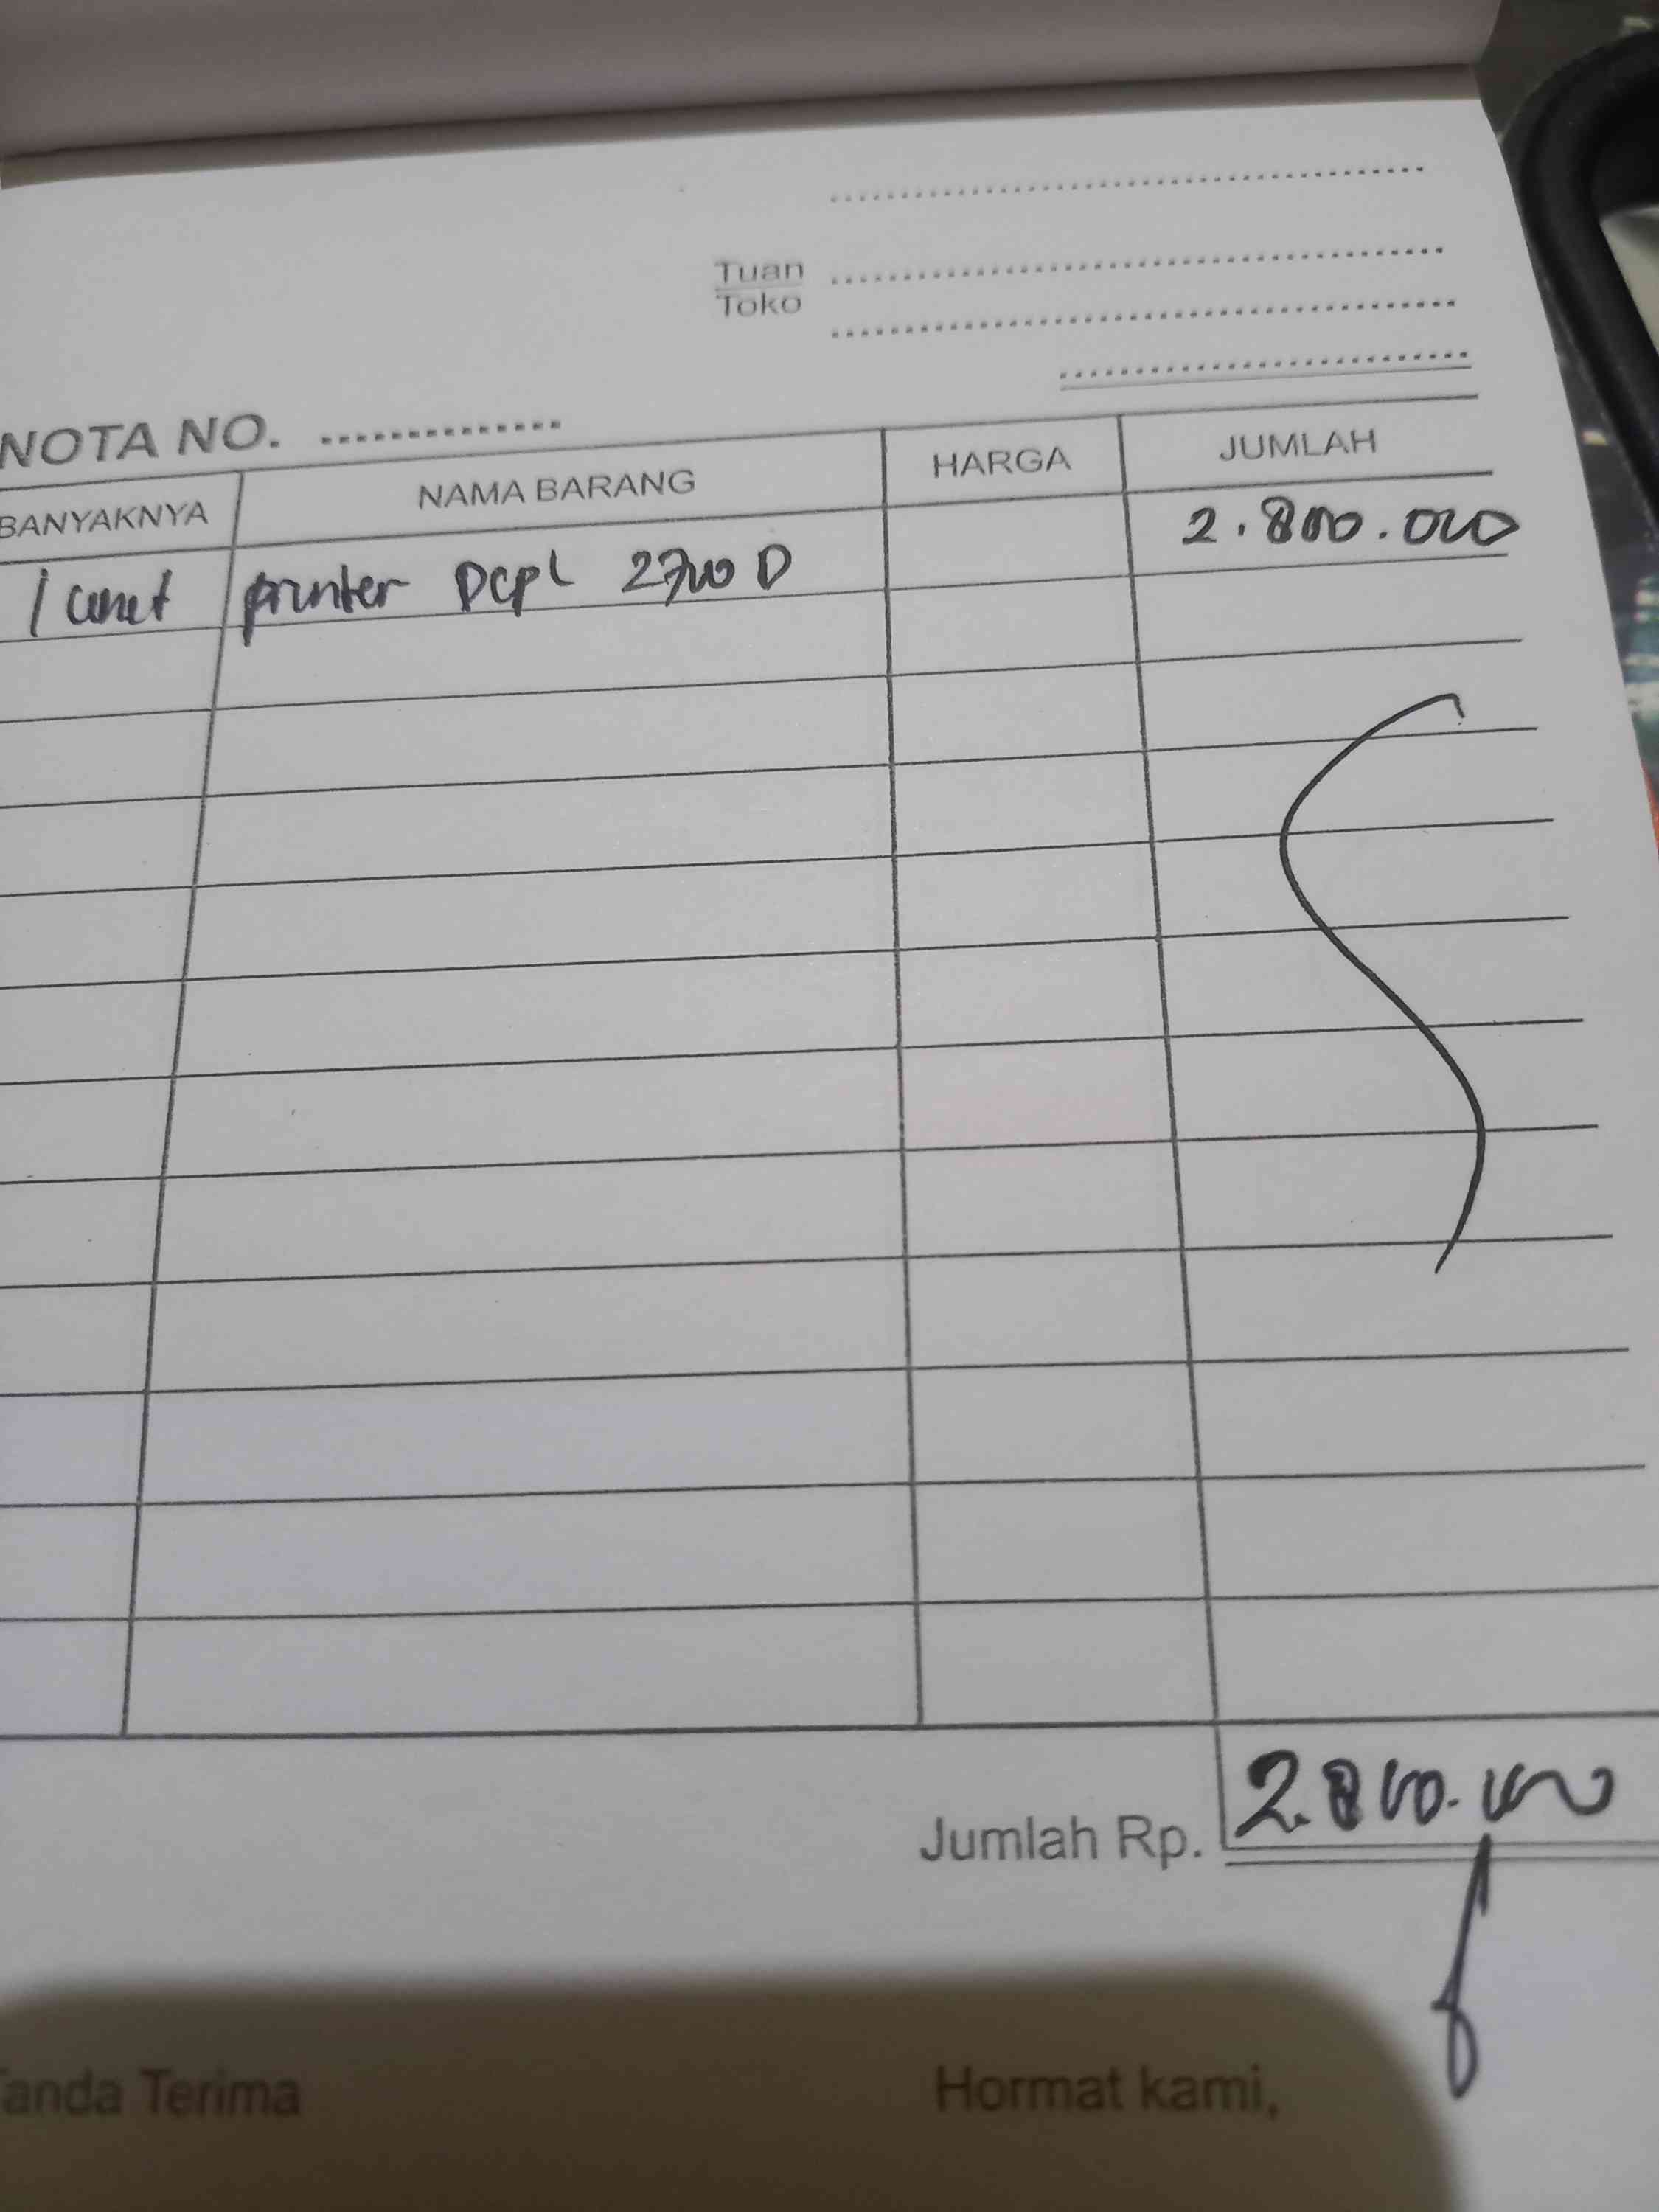 Tuan
Toko
NOTA NO. ..............
BANYAKNYA NAMA BARANG HARGA JUMLAH
1 unit printer Dcpl 2700 D 2.800.000
Jumlah Rp. 2.800.000
Tanda Terima Hormat kami,